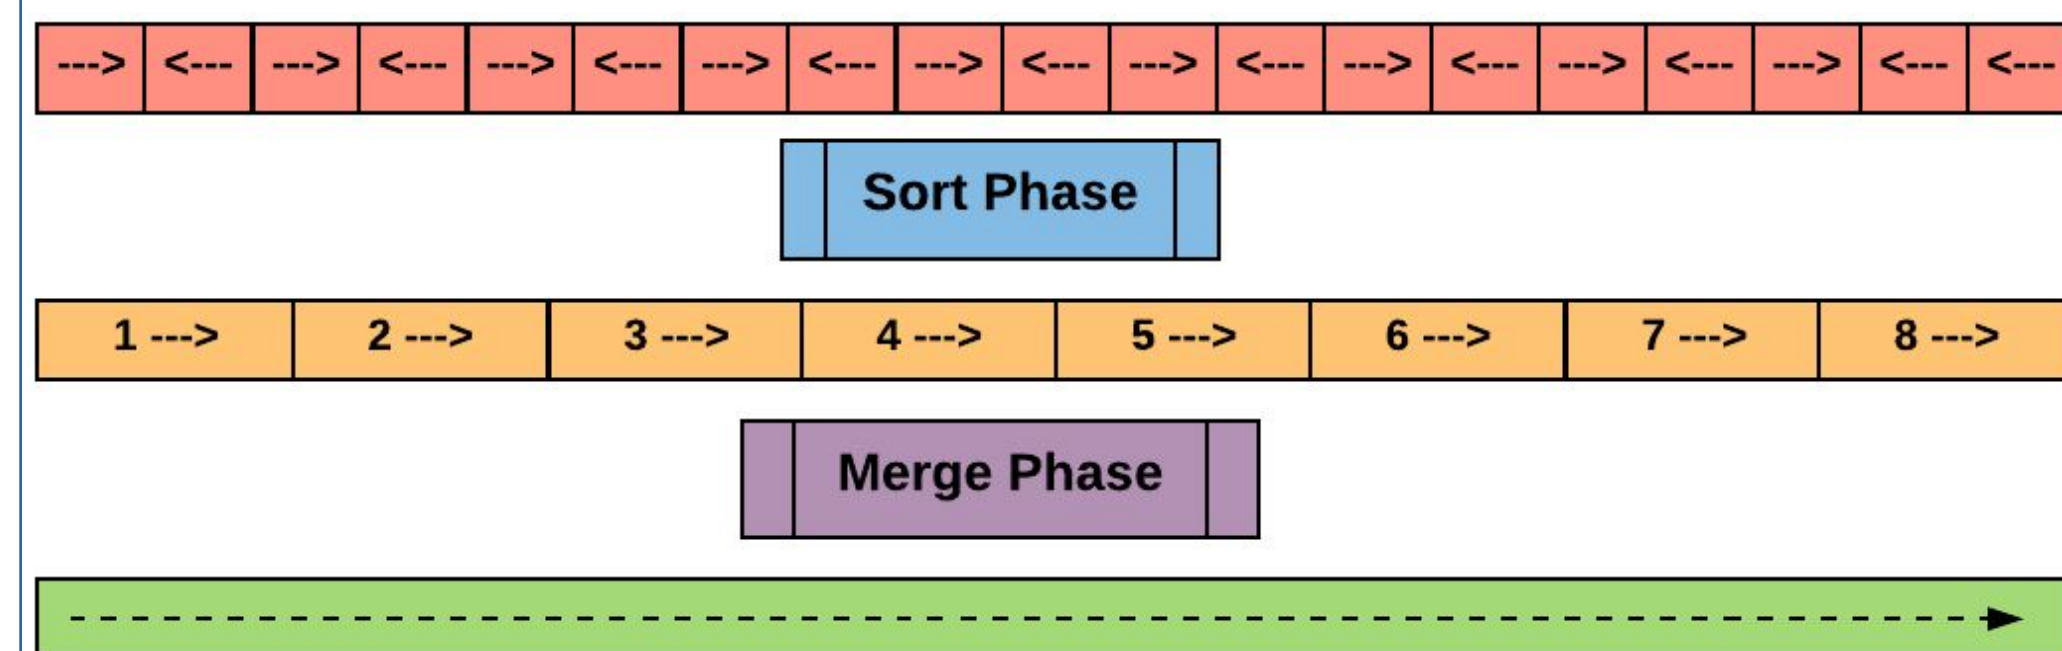 ---> <--- ---> <--- ---> <--- ---> <--- ---> <--- ---> <--- ---> <--- ---> <--- ---> <--- <---
Sort Phase
1 ---> 2 ---> 3 ---> 4 ---> 5 ---> 6 ---> 7 ---> 8 --->
Merge Phase